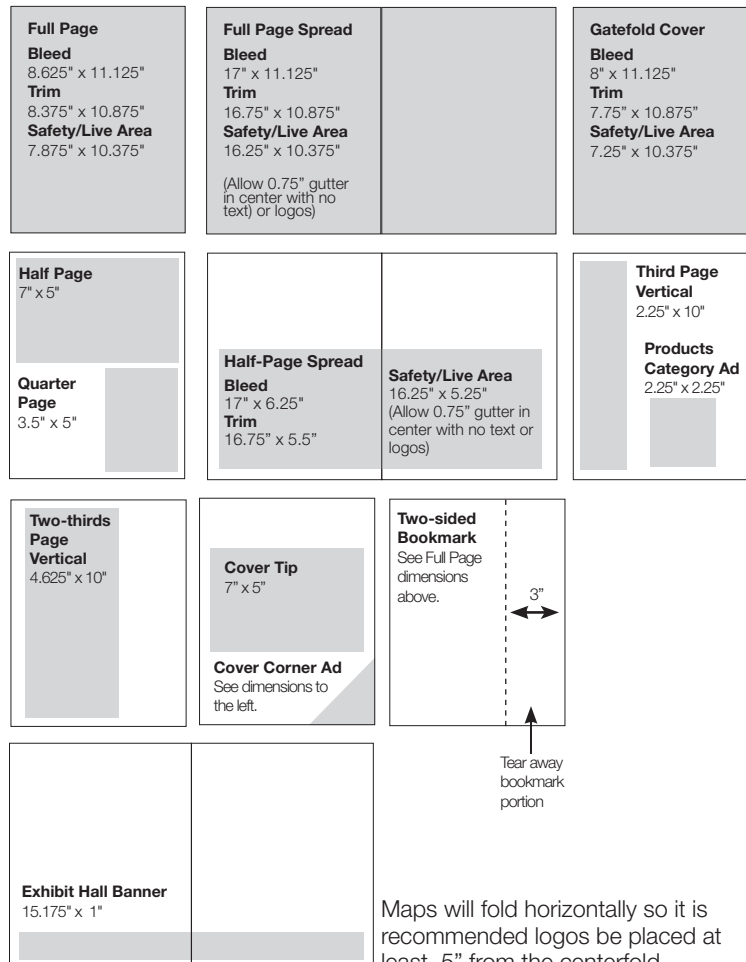 Full Page
Bleed
8.625" x 11.125"
Trim
8.375" x 10.875"
Safety/Live Area
7.875" x 10.375"
Full Page Spread
Bleed
17" x 11.125"
Trim
16.75" x 10.875"
Safety/Live Area
16.25" x 10.375"
(Allow 0.75” gutter
in center with no
text) or logos)
Gatefold Cover
Bleed
8" x 11.125"
Trim
7.75” x 10.875”
Safety/Live Area
7.25" x 10.375"
Half Page
7" x 5"
Quarter
Page
3.5" x 5"
Half-Page Spread
Bleed
17" x 6.25"
Trim
16.75” x 5.5”
Safety/Live Area
16.25" x 5.25"
(Allow 0.75” gutter in
center with no text or
logos)
Third Page
Vertical
2.25" x 10"
Products
Category Ad
2.25" x 2.25"
Two-thirds
Page
Vertical
4.625" x 10"
Cover Tip
7” x 5”
Cover Corner Ad
See dimensions to
the left.
Two-sided
Bookmark
See Full Page
dimensions
above.
3”
Tear away
bookmark
portion
Exhibit Hall Banner
15.175" x 1"
Maps will fold horizontally so it is
recommended logos be placed at
least .5” from the centerfold